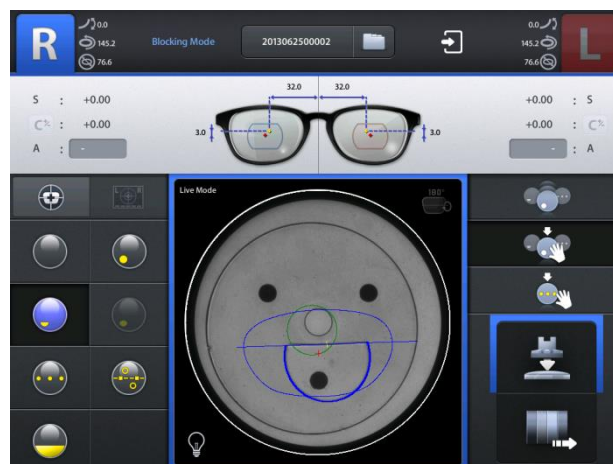 R
0.0
145.2
76.6
Blocking Mode
2013062500002
0.0
145.2
76.6
L
S : +0.00
: +0.00
A : -
32.0 32.0
3.0 3.0
+0.00 : S
+0.00 :
- : A
Live Mode
180°